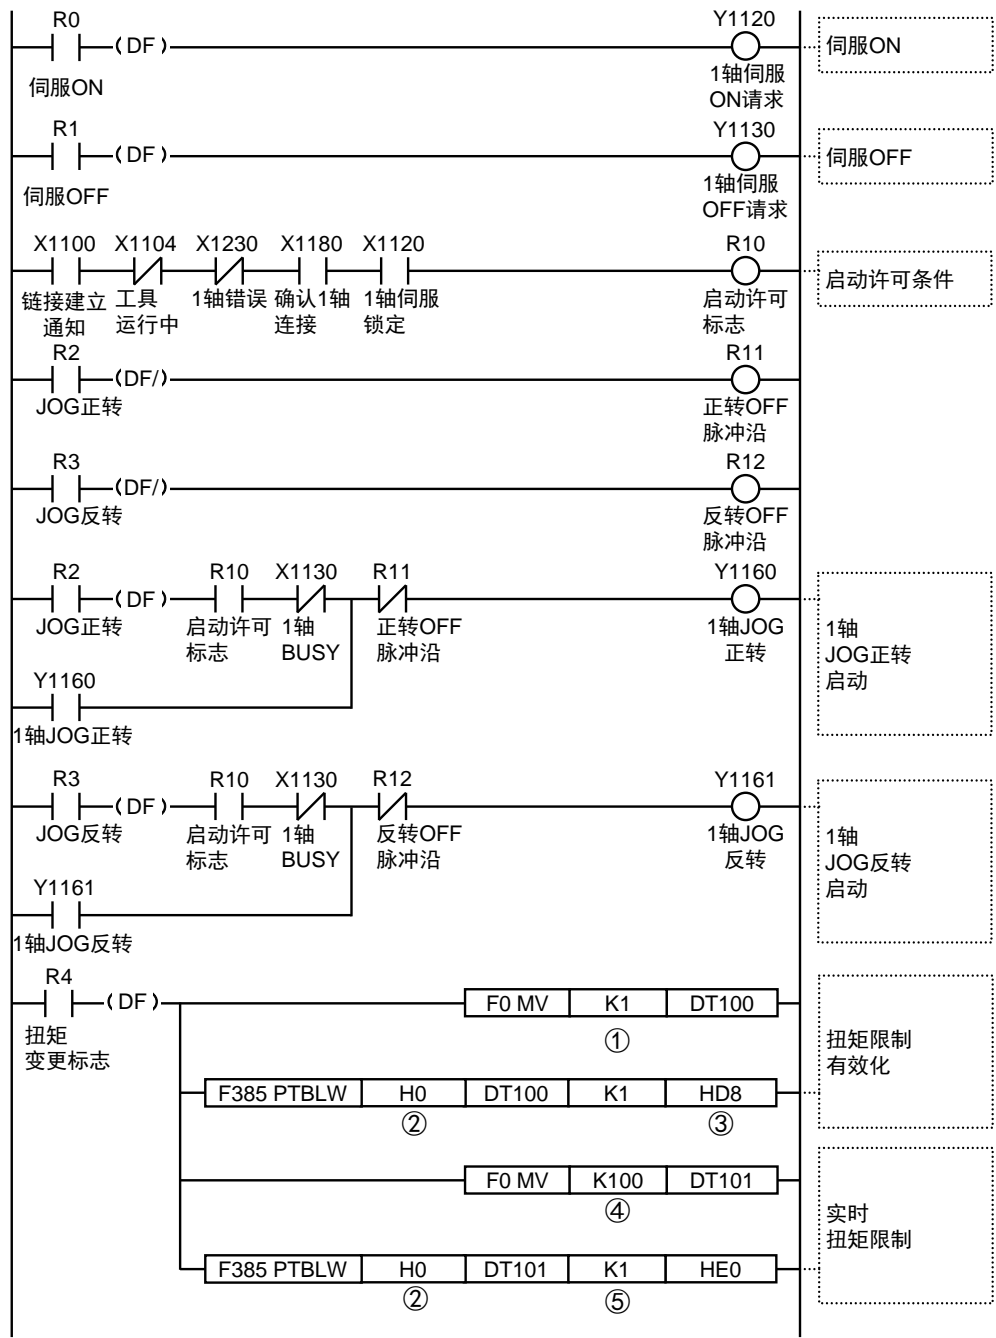 R0
Y1120
( DF )
伺服ON
伺服ON
1轴伺服
ON请求
R1
Y1130
( DF )
伺服OFF
伺服OFF
1轴伺服
OFF请求
X1100 X1104 X1230 X1180 X1120
R10
启动许可条件
链接建立
通知
工具
运行中
1轴错误
确认1轴
连接
1轴伺服
锁定
启动许可
标志
R2
R11
(DF/)
JOG正转
正转OFF
脉冲沿
R3
R12
(DF/)
JOG反转
反转OFF
脉冲沿
R2 R10 X1130 R11
Y1160
( DF )
JOG正转
启动许可
标志
1轴
BUSY
正转OFF
脉冲沿
1轴JOG
正转
1轴
JOG正转
启动
Y1160
1轴JOG正转
R3 R10 X1130 R12
Y1161
( DF )
JOG反转
启动许可
标志
1轴
BUSY
反转OFF
脉冲沿
1轴JOG
反转
1轴
JOG反转
启动
Y1161
1轴JOG反转
R4
( DF )
扭矩
变更标志
F0 MV K1 DT100
①
扭矩限制
有效化
F385 PTBLW H0 DT100 K1 HD8
② ③
F0 MV K100 DT101
④
实时
扭矩限制
F385 PTBLW H0 DT101 K1 HE0
② ⑤